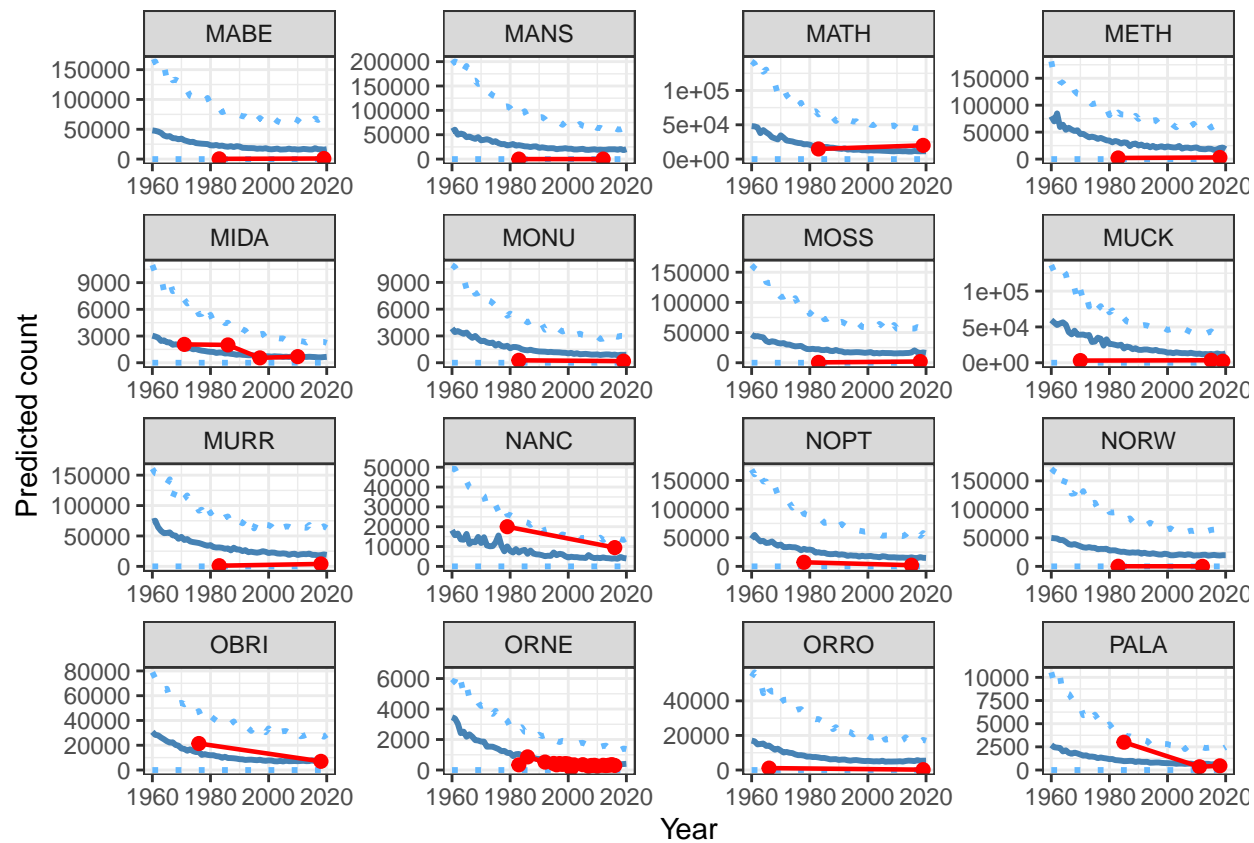 Predicted count
MABE MANS MATH METH
150000 100000 50000 0
200000 150000 100000 50000 0
1e+05 5e+04 0e+00
150000 100000 50000 0
1960 1980 2000 2020 1960 1980 2000 2020 1960 1980 2000 2020 1960 1980 2000 2020
MIDA MONU MOSS MUCK
9000 6000 3000 0
9000 6000 3000 0
150000 100000 50000 0
1e+05 5e+04 0e+00
1960 1980 2000 2020 1960 1980 2000 2020 1960 1980 2000 2020 1960 1980 2000 2020
MURR NANC NOPT NORW
150000 100000 50000 0
50000 40000 30000 20000 10000 0
150000 100000 50000 0
150000 100000 50000 0
1960 1980 2000 2020 1960 1980 2000 2020 1960 1980 2000 2020 1960 1980 2000 2020
OBRI ORNE ORRO PALA
80000 60000 40000 20000 0
6000 4000 2000 0
40000 20000 0
10000 7500 5000 2500 0
1960 1980 2000 2020 1960 1980 2000 2020 1960 1980 2000 2020 1960 1980 2000 2020
Year